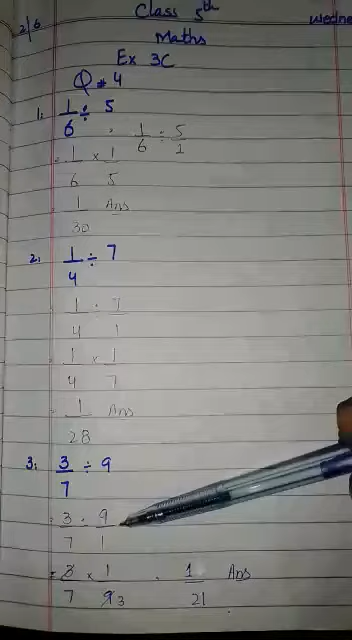 Class 5th
2/6 Wedne
Maths
Ex 3C
Q # 4
1. 1/6 ÷ 5
1/6 ÷ 5/1
= 1/6 × 1/5
= 1/30 Ans
2. 1/4 ÷ 7
= 1/4 ÷ 7/1
= 1/4 × 1/7
= 1/28 Ans
3. 3/7 ÷ 9
= 3/7 ÷ 9/1
= 3/7 × 1/9 3 = 1/21 Ans